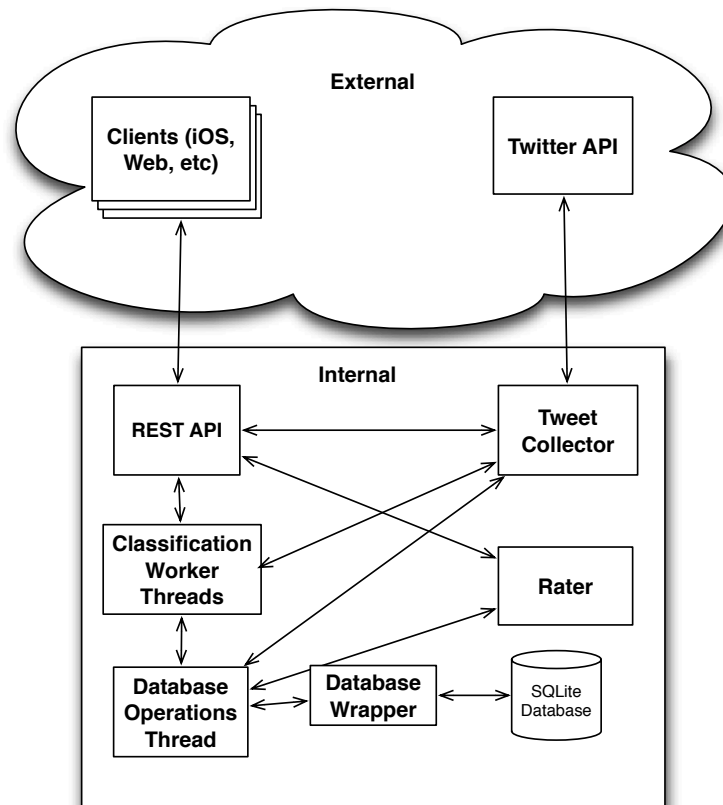 External
Clients (iOS,
Web, etc)
Twitter API
Internal
REST API
Tweet
Collector
Classification
Worker
Threads
Rater
Database
Operations
Thread
Database
Wrapper
SQLite
Database